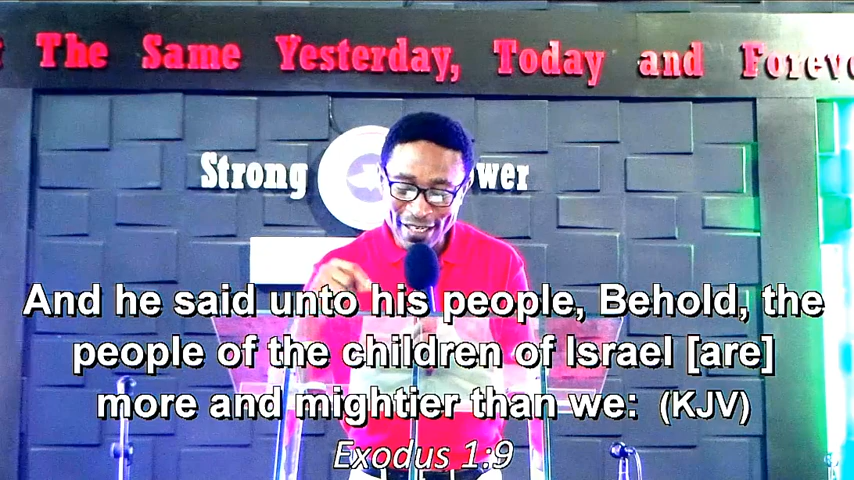 The Same Yesterday, Today and
Strong
And he said unto his people, Behold, the
people of the children of Israel [are]
more and mightier than we: (KJV)
Exodus 1:9